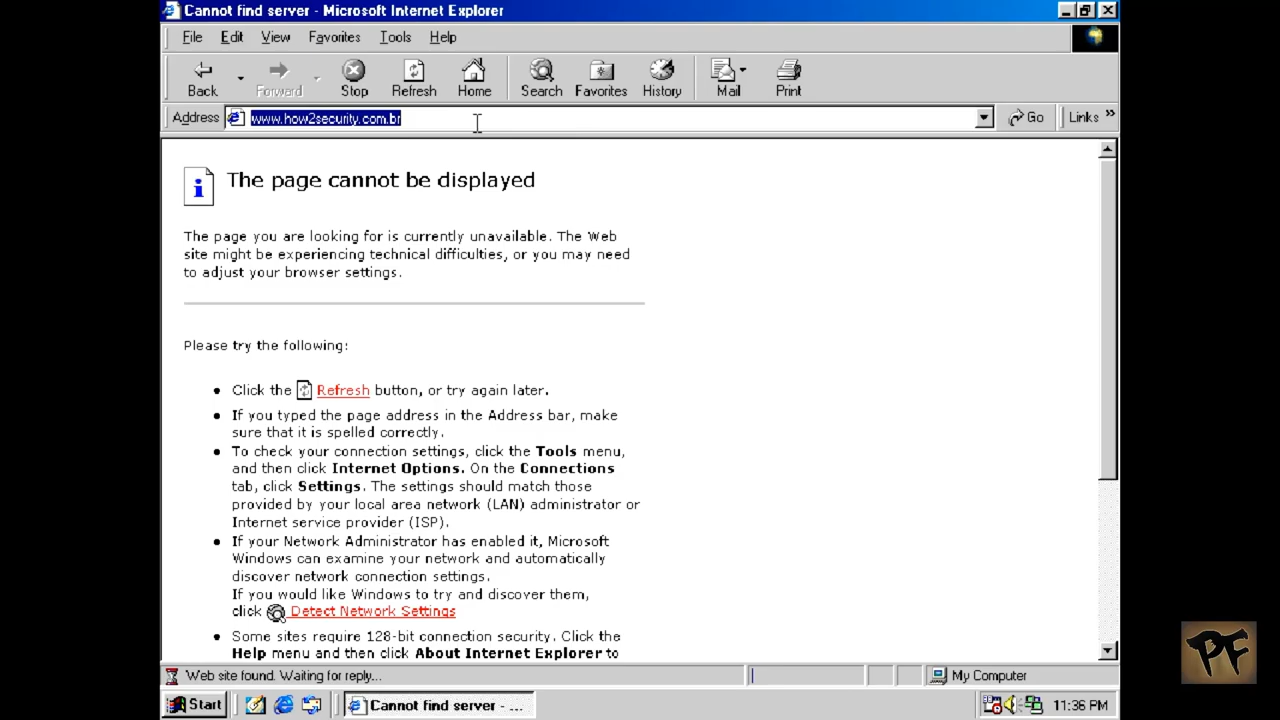 Cannot find server - Microsoft Internet Explorer
File Edit View Favorites Tools Help
Back Forward Stop Refresh Home Search Favorites History Mail Print
Address www.how2security.com.br Go Links »
The page cannot be displayed
The page you are looking for is currently unavailable. The Web
site might be experiencing technical difficulties, or you may need
to adjust your browser settings.
Please try the following:
Click the Refresh button, or try again later.
If you typed the page address in the Address bar, make
sure that it is spelled correctly.
To check your connection settings, click the Tools menu,
and then click Internet Options. On the Connections
tab, click Settings. The settings should match those
provided by your local area network (LAN) administrator or
Internet service provider (ISP).
If your Network Administrator has enabled it, Microsoft
Windows can examine your network and automatically
discover network connection settings.
If you would like Windows to try and discover them,
click Detect Network Settings
Some sites require 128-bit connection security. Click the
Help menu and then click About Internet Explorer to
Web site found. Waiting for reply... My Computer
Start Cannot find server - ... 11:36 PM
PF